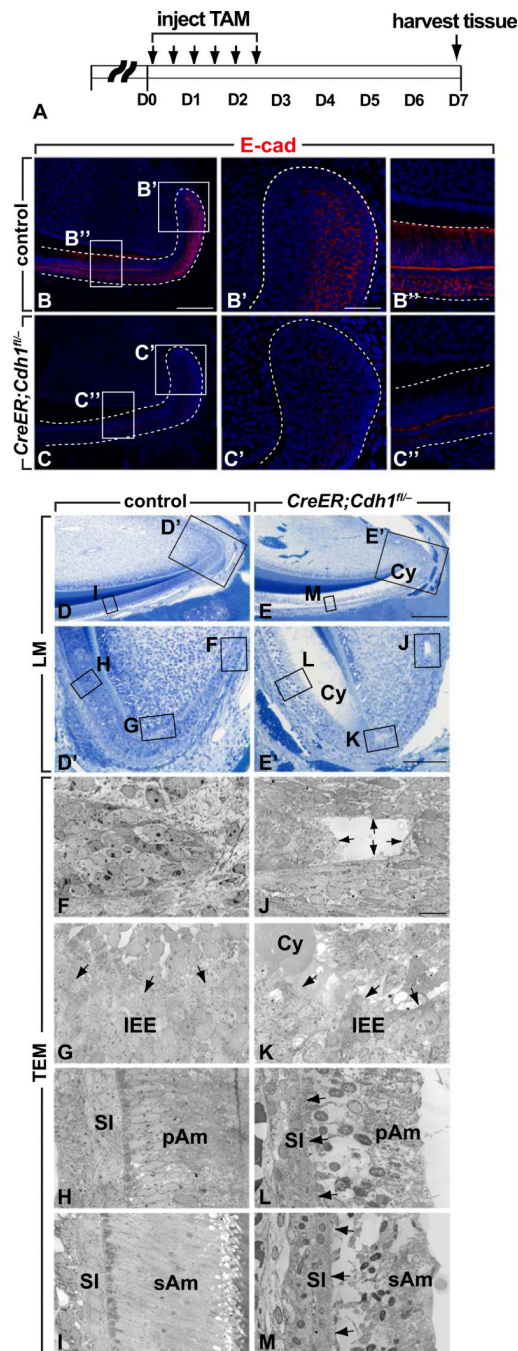 inject TAM
harvest tissue
D0 D1 D2 D3 D4 D5 D6 D7
A
E-cad
control
B'
B''
B
B'
B''
CreER;Cdh1fl/–
C'
C''
C
C'
C''
control
CreER;Cdh1fl/–
LM
D'
I
D
E'
Cy
M
E
F
H
G
D'
J
L
Cy
K
E'
TEM
F
J
IEE
G
Cy
IEE
K
SI
pAm
H
SI
pAm
L
SI
sAm
I
SI
sAm
M